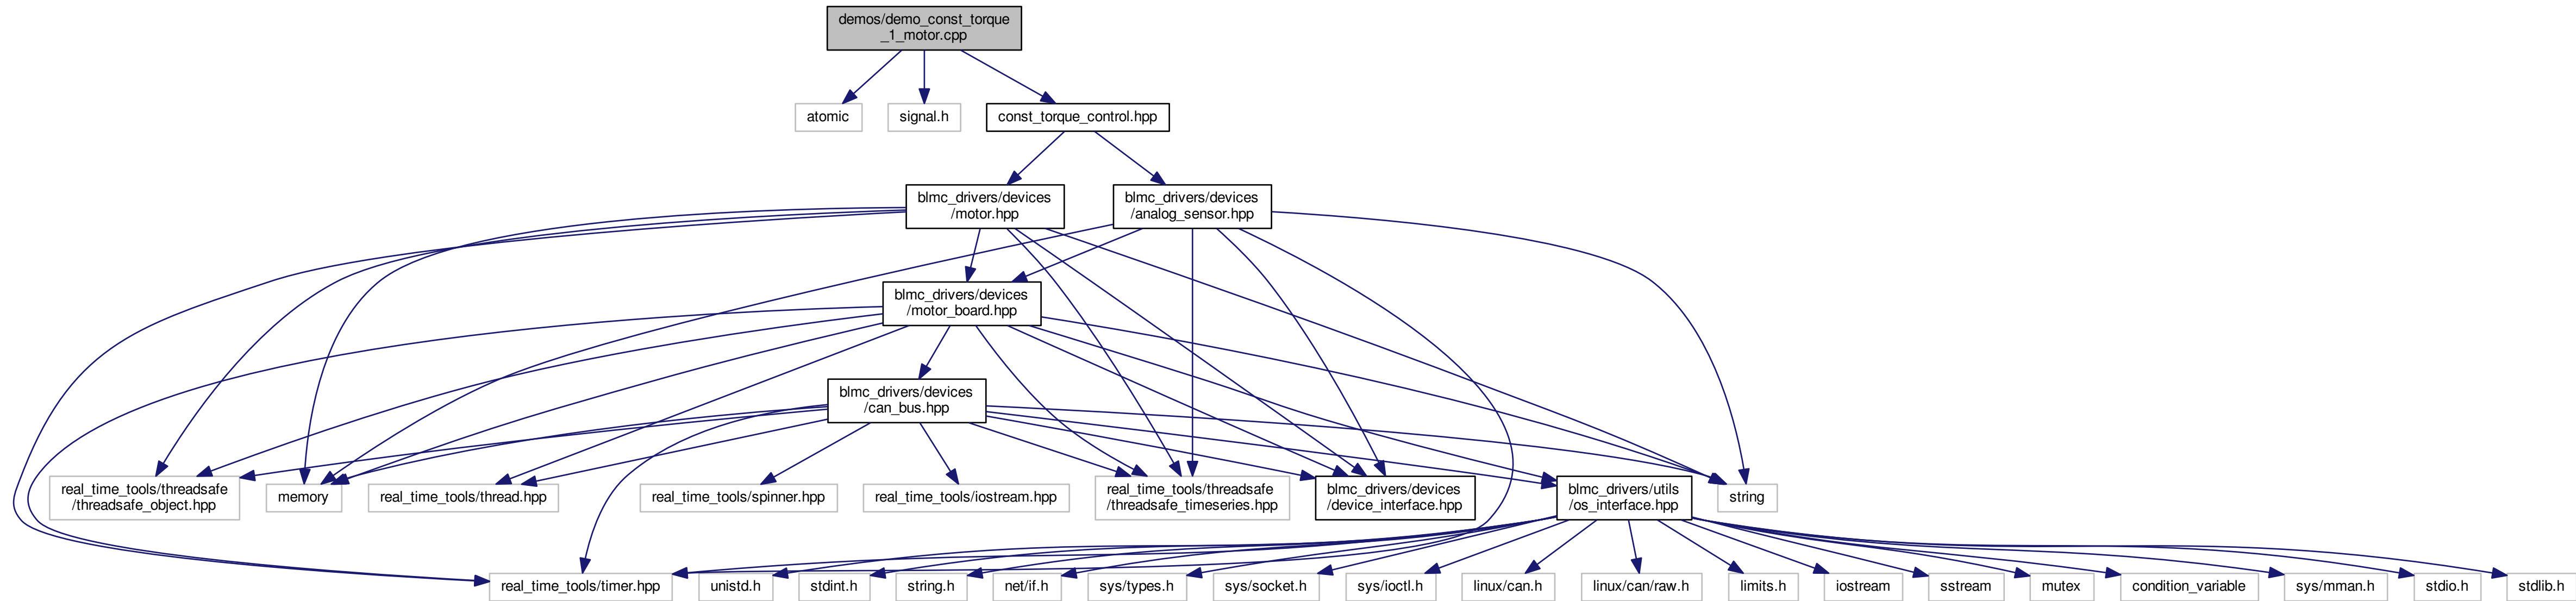 demos/demo_const_torque
_1_motor.cpp
atomic
signal.h
const_torque_control.hpp
blmc_drivers/devices
/motor.hpp
blmc_drivers/devices
/analog_sensor.hpp
blmc_drivers/devices
/motor_board.hpp
blmc_drivers/devices
/can_bus.hpp
real_time_tools/threadsafe
/threadsafe_object.hpp
memory
real_time_tools/thread.hpp
real_time_tools/spinner.hpp
real_time_tools/iostream.hpp
real_time_tools/threadsafe
/threadsafe_timeseries.hpp
blmc_drivers/devices
/device_interface.hpp
blmc_drivers/utils
/os_interface.hpp
string
real_time_tools/timer.hpp
unistd.h
stdint.h
string.h
net/if.h
sys/types.h
sys/socket.h
sys/ioctl.h
linux/can.h
linux/can/raw.h
limits.h
iostream
sstream
mutex
condition_variable
sys/mman.h
stdio.h
stdlib.h